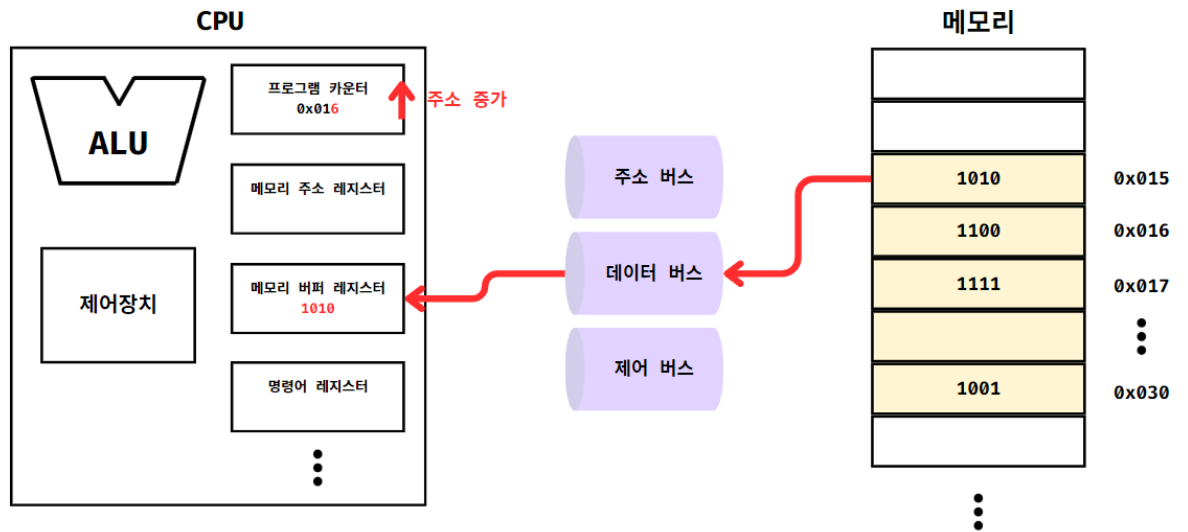 CPU
메모리
ALU
제어장치
프로그램 카운터
0x016
주소 증가
메모리 주소 레지스터
메모리 버퍼 레지스터
1010
명령어 레지스터
주소 버스
데이터 버스
제어 버스
1010 0x015
1100 0x016
1111 0x017
1001 0x030